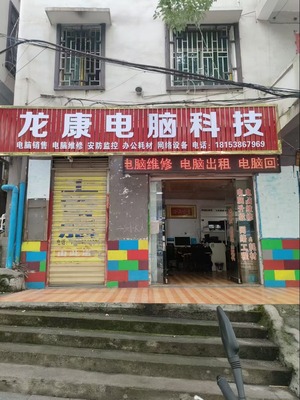 龙康电脑科技
电脑销售 电脑维修 安防监控 办公耗材 网络设备 电话: 18153867969
电脑维修 电脑出租 电脑回